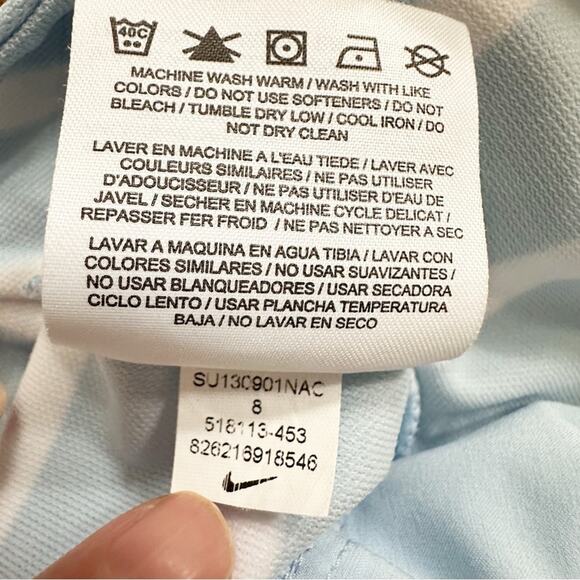 40C
MACHINE WASH WARM / WASH WITH LIKE
COLORS / DO NOT USE SOFTENERS / DO NOT
BLEACH / TUMBLE DRY LOW / COOL IRON / DO
NOT DRY CLEAN
LAVER EN MACHINE A L'EAU TIEDE / LAVER AVEC
COULEURS SIMILAIRES / NE PAS UTILISER
D'ADOUCISSEUR / NE PAS UTILISER D'EAU DE
JAVEL / SECHER EN MACHINE CYCLE DELICAT /
REPASSER FER FROID / NE PAS NETTOYER A SEC
LAVAR A MAQUINA EN AGUA TIBIA / LAVAR CON
COLORES SIMILARES / NO USAR SUAVIZANTES /
NO USAR BLANQUEADORES / USAR SECADORA
CICLO LENTO / USAR PLANCHA TEMPERATURA
BAJA / NO LAVAR EN SECO
SU130901NAC
8
518113-453
826216918546